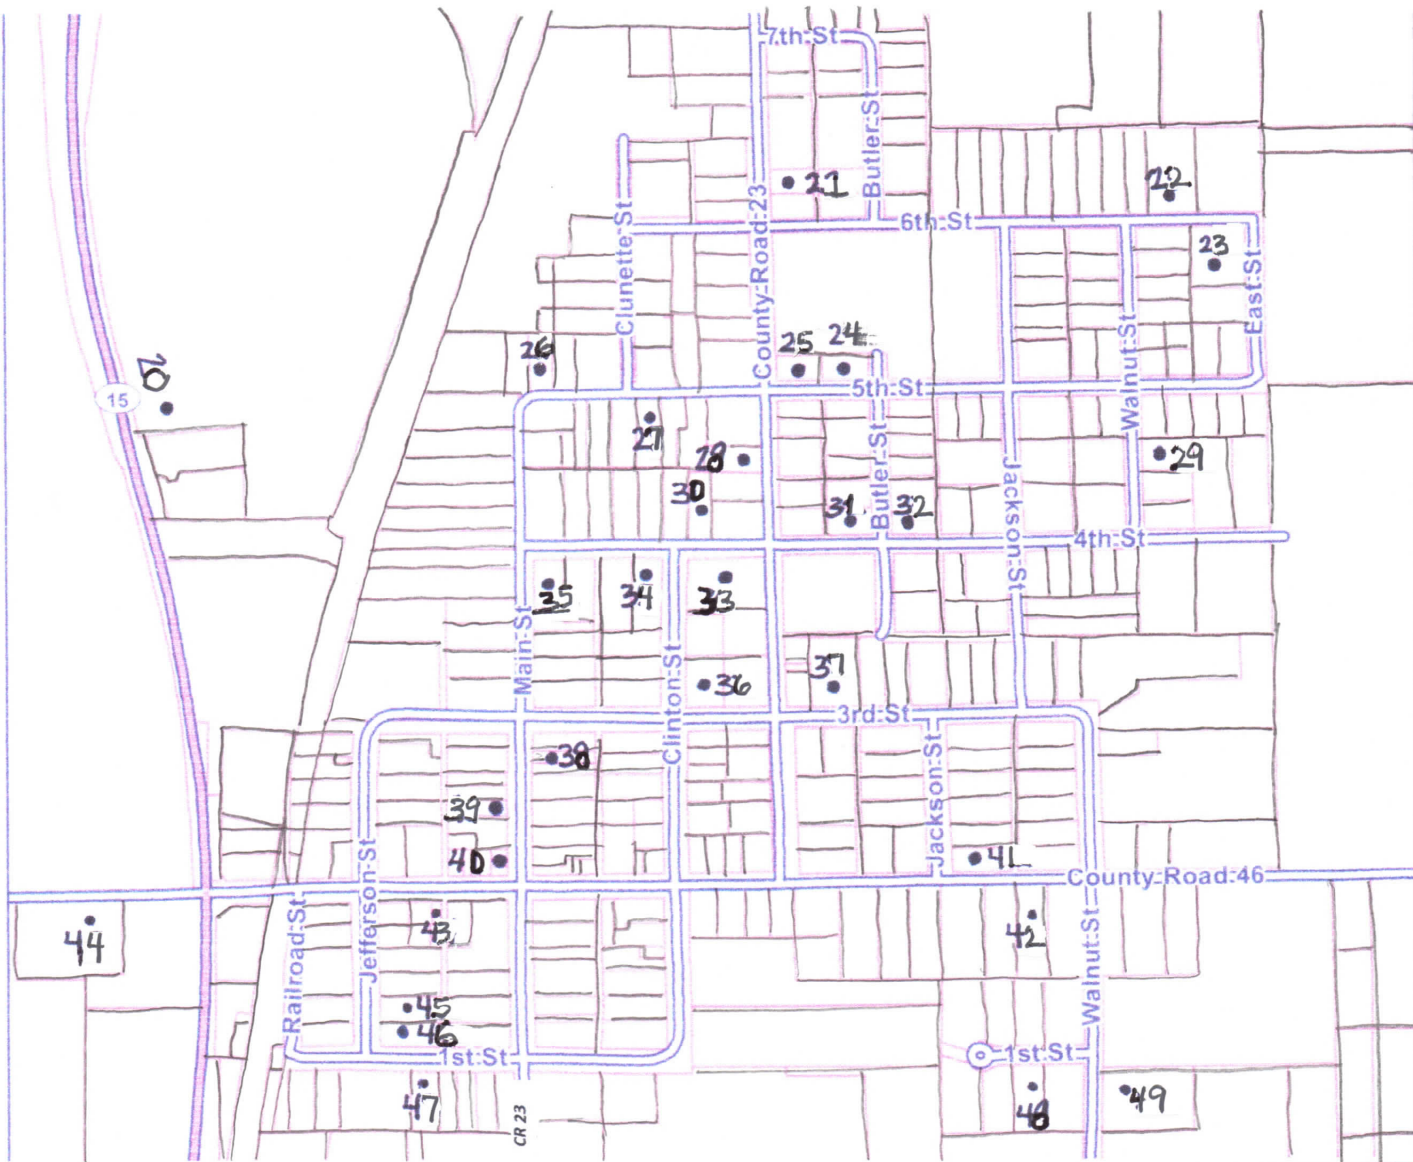 7th St
Butler St
21
22
County Road 23
6th St
Clunette St
23
East St
26
25
24
Walnut St
20
15
5th St
27
28
29
30
Butler St
31
32
Jackson St
4th St
35
34
33
Main St
Clinton St
36
37
3rd St
38
Jackson St
39
40
41
Jefferson St
County Road 46
Railroad St
43
42
44
Walnut St
45
46
1st St
1st St
47
CR 23
48
49